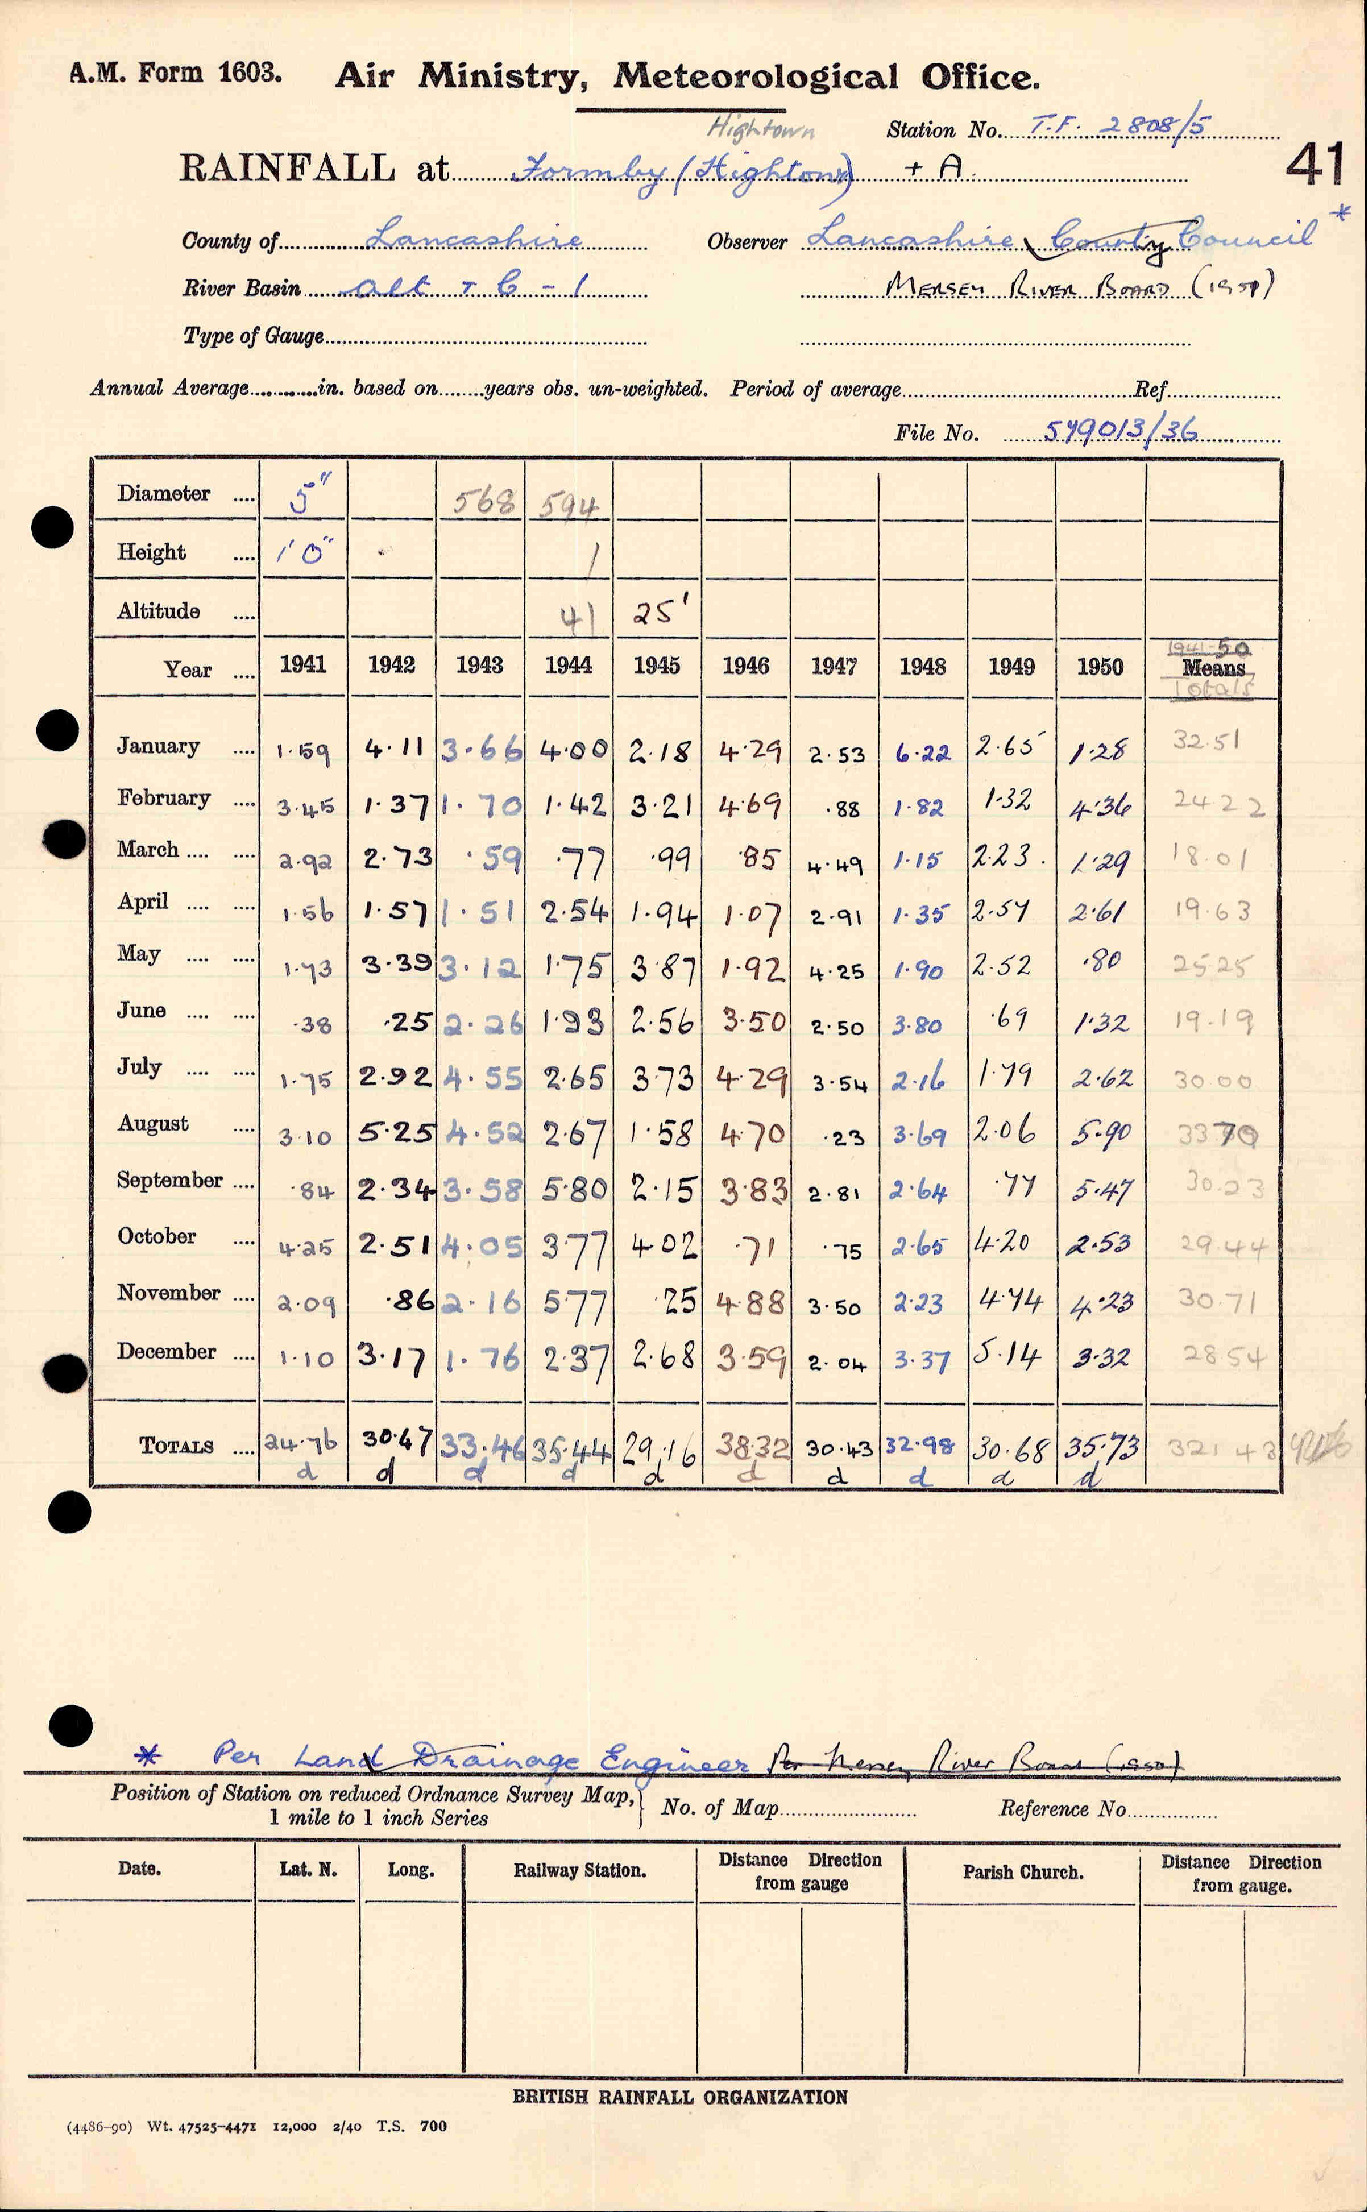 A.M. Form 1603. Air Ministry, Meteorological Office.
Hightown Station No. T.F. 2808/5
RAINFALL at Formby (Hightown) + A 41
County of Lancashire Observer Lancashire County Council *
River Basin Alt + C - 1 MERSEY RIVER BOARD (1950)
Type of Gauge
Annual Average in. based on years obs. un-weighted. Period of average Ref.
File No. 549013/36
Diameter 5" 568 594
Height 1' 0" 1
Altitude 41 25'
1941-50
Year 1941 1942 1943 1944 1945 1946 1947 1948 1949 1950 Means
Totals
January 1.59 4.11 3.66 4.00 2.18 4.29 2.53 6.22 2.65 1.28 32.51
February 3.45 1.37 1.70 1.42 3.21 4.69 .88 1.82 1.32 4.36 24.22
March 2.92 2.73 .59 .77 .99 .85 4.49 1.15 2.23 1.29 18.01
April 1.56 1.57 1.51 2.54 1.94 1.07 2.91 1.35 2.57 2.61 19.63
May 1.73 3.39 3.12 1.75 3.87 1.92 4.25 1.90 2.52 .80 25.25
June .38 .25 2.26 1.93 2.56 3.50 2.50 3.80 .69 1.32 19.19
July 1.75 2.92 4.55 2.65 3.73 4.29 3.54 2.16 1.79 2.62 30.00
August 3.10 5.25 4.52 2.67 1.58 4.70 .23 3.69 2.06 5.90 33.70
September .84 2.34 3.58 5.80 2.15 3.83 2.81 2.64 .77 5.47 30.23
October 4.25 2.51 4.05 3.77 4.02 .71 .75 2.65 4.20 2.53 29.44
November 2.09 .86 2.16 5.77 .25 4.88 3.50 2.23 4.74 4.23 30.71
December 1.10 3.17 1.76 2.37 2.68 3.59 2.04 3.37 5.14 3.32 28.54
TOTALS 24.76 30.47 33.46 35.44 29.16 38.32 30.43 32.98 30.68 35.73 321.43
d d d d d d d d d d
* Per Land Drainage Engineer Per Mersey River Board (1950)
Position of Station on reduced Ordnance Survey Map, 1 mile to 1 inch Series } No. of Map Reference No.
Date. Lat. N. Long. Railway Station. Distance Direction from gauge Parish Church. Distance Direction from gauge.
BRITISH RAINFALL ORGANIZATION
(4486-90) Wt. 47525-4471 12,000 2/40 T.S. 700